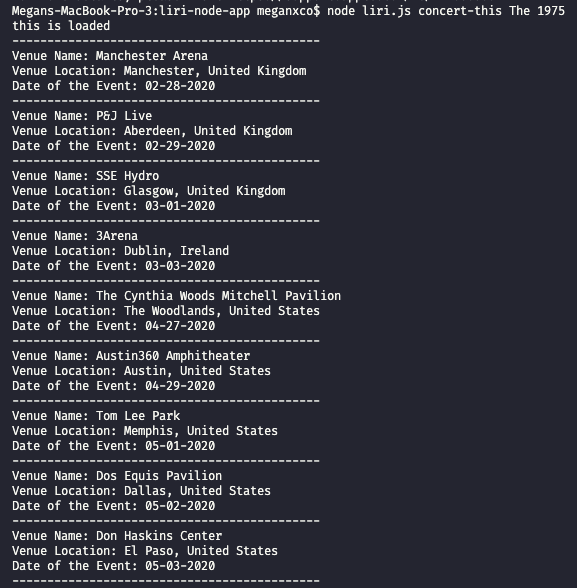 Megans-MacBook-Pro-3:liri-node-app meganxco$ node liri.js concert-this The 1975
this is loaded
--------------------------------------------
Venue Name: Manchester Arena
Venue Location: Manchester, United Kingdom
Date of the Event: 02-28-2020
--------------------------------------------
Venue Name: P&J Live
Venue Location: Aberdeen, United Kingdom
Date of the Event: 02-29-2020
--------------------------------------------
Venue Name: SSE Hydro
Venue Location: Glasgow, United Kingdom
Date of the Event: 03-01-2020
--------------------------------------------
Venue Name: 3Arena
Venue Location: Dublin, Ireland
Date of the Event: 03-03-2020
--------------------------------------------
Venue Name: The Cynthia Woods Mitchell Pavilion
Venue Location: The Woodlands, United States
Date of the Event: 04-27-2020
--------------------------------------------
Venue Name: Austin360 Amphitheater
Venue Location: Austin, United States
Date of the Event: 04-29-2020
--------------------------------------------
Venue Name: Tom Lee Park
Venue Location: Memphis, United States
Date of the Event: 05-01-2020
--------------------------------------------
Venue Name: Dos Equis Pavilion
Venue Location: Dallas, United States
Date of the Event: 05-02-2020
--------------------------------------------
Venue Name: Don Haskins Center
Venue Location: El Paso, United States
Date of the Event: 05-03-2020
--------------------------------------------